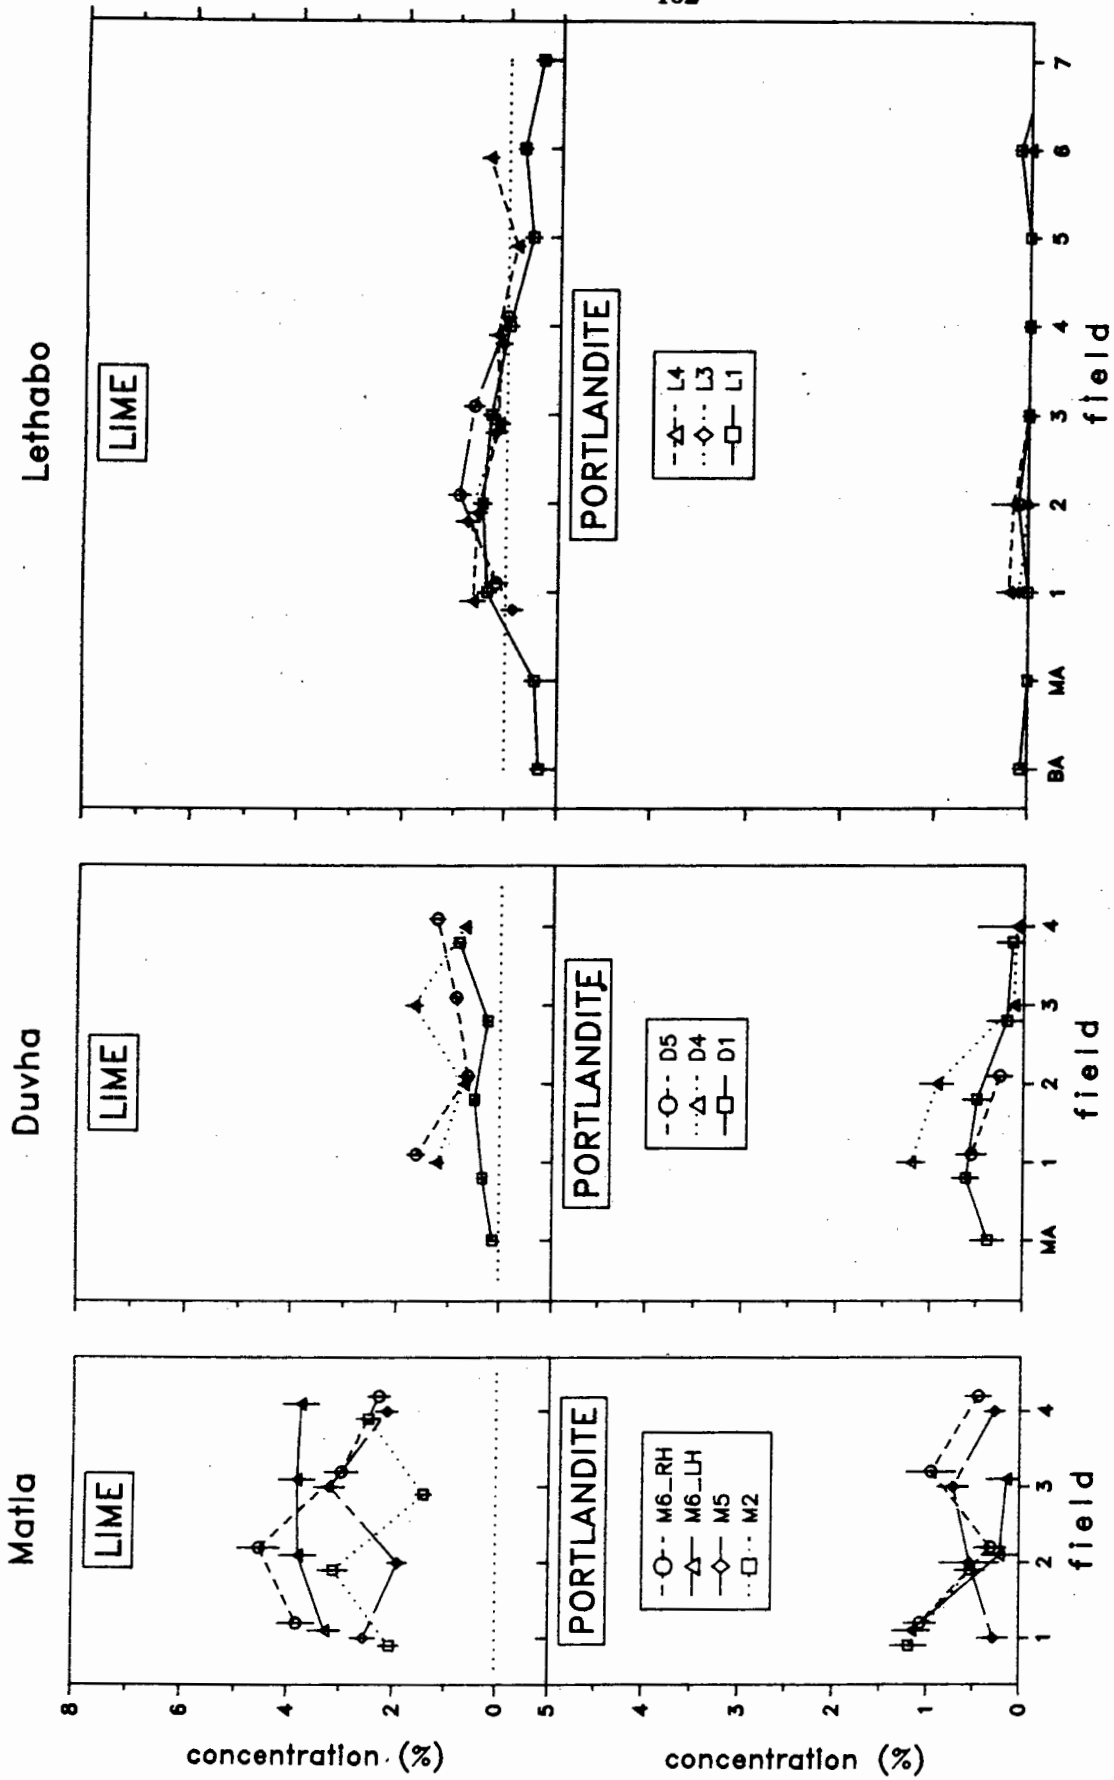 Matla
Duvha
Lethabo
LIME
LIME
LIME
concentration (%)
8
6
4
2
0
PORTLANDITE
PORTLANDITE
PORTLANDITE
M6_RH
M6_LH
M5
M2
D5
D4
D1
L4
L3
L1
concentration (%)
5
4
3
2
1
0
1 2 3 4
MA 1 2 3 4
BA MA 1 2 3 4 5 6 7
field
field
field